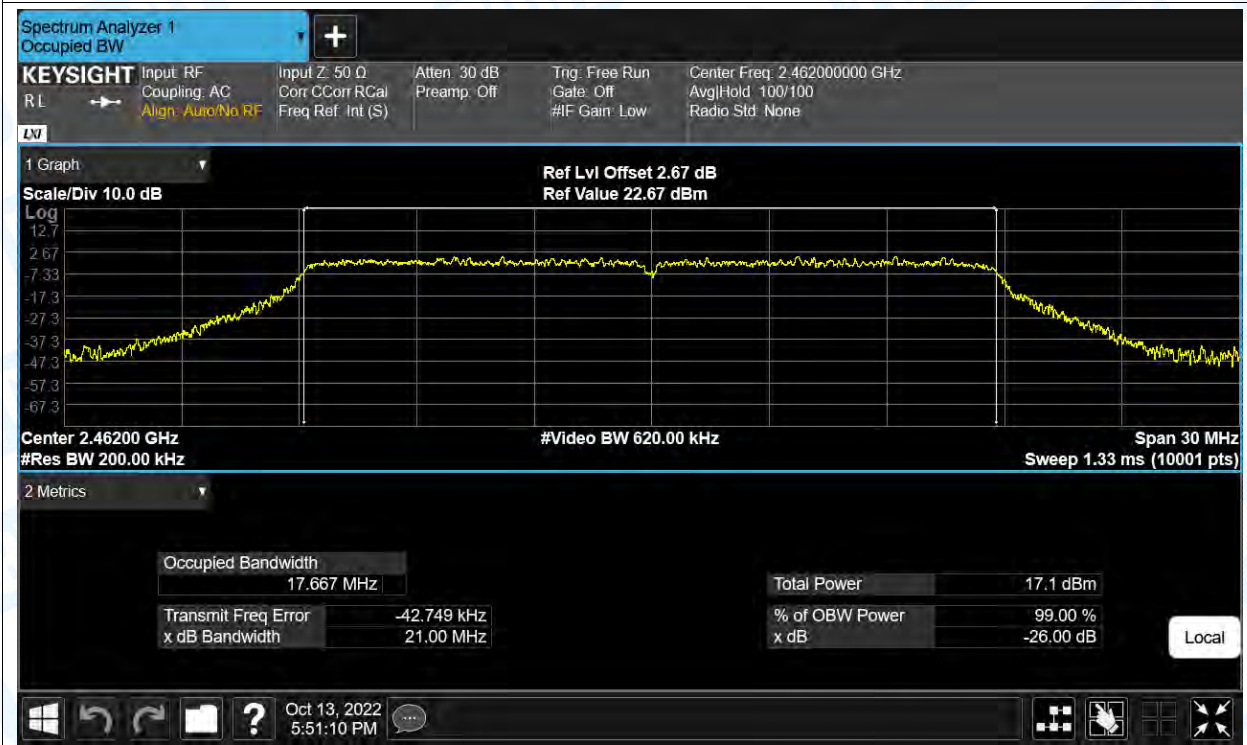 Spectrum Analyzer 1
Occupied BW
+
KEYSIGHT Input: RF Input Z: 50 Ω Atten: 30 dB Trig: Free Run Center Freq: 2.462000000 GHz
RL Coupling: AC Corr CCorr RCal Preamp: Off Gate: Off Avg|Hold: 100/100
Align: Auto/No RF Freq Ref: Int (S) #IF Gain: Low Radio Std: None
LXI
1 Graph
Ref Lvl Offset 2.67 dB
Scale/Div 10.0 dB Ref Value 22.67 dBm
Log
12.7
2.67
-7.33
-17.3
-27.3
-37.3
-47.3
-57.3
-67.3
Center 2.46200 GHz #Video BW 620.00 kHz Span 30 MHz
#Res BW 200.00 kHz Sweep 1.33 ms (10001 pts)
2 Metrics
Occupied Bandwidth
17.667 MHz Total Power 17.1 dBm
Transmit Freq Error -42.749 kHz % of OBW Power 99.00 %
x dB Bandwidth 21.00 MHz x dB -26.00 dB
Local
? Oct 13, 2022
5:51:10 PM